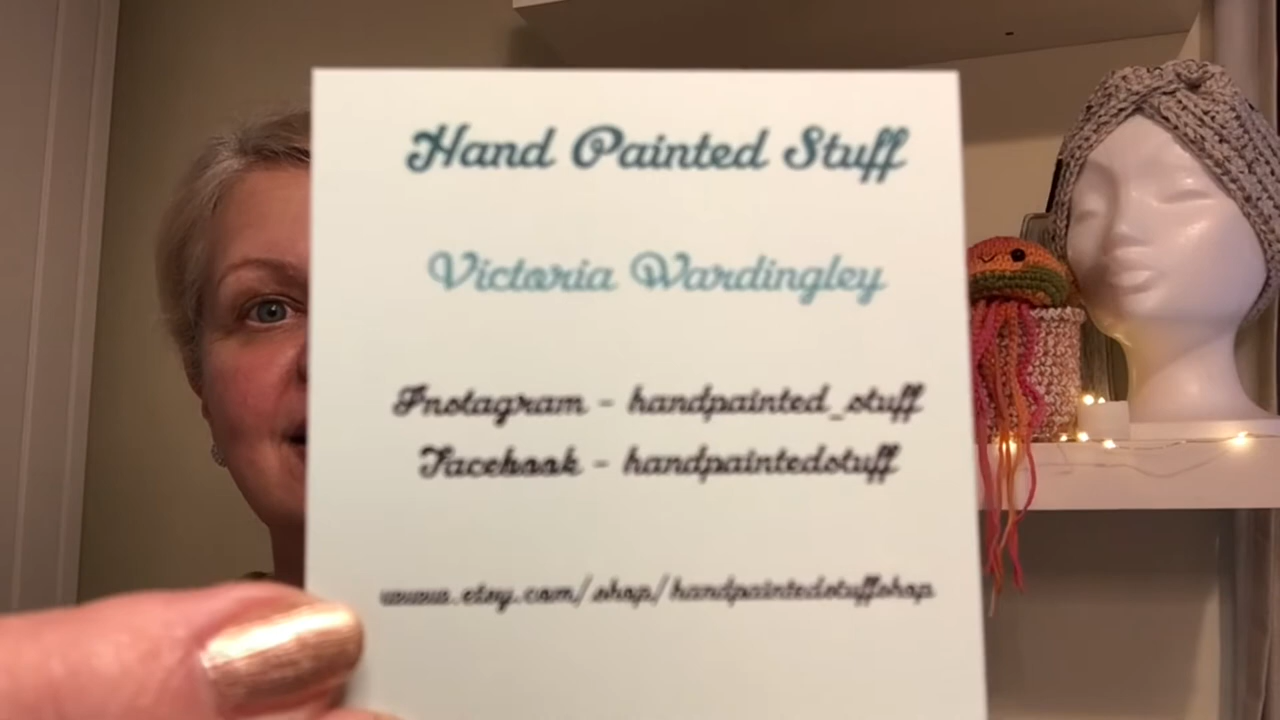 Hand Painted Stuff
Victoria Wardingley
Instagram - handpainted_stuff
Facebook - handpaintedstuff
www.etsy.com/shop/handpaintedstuffshop